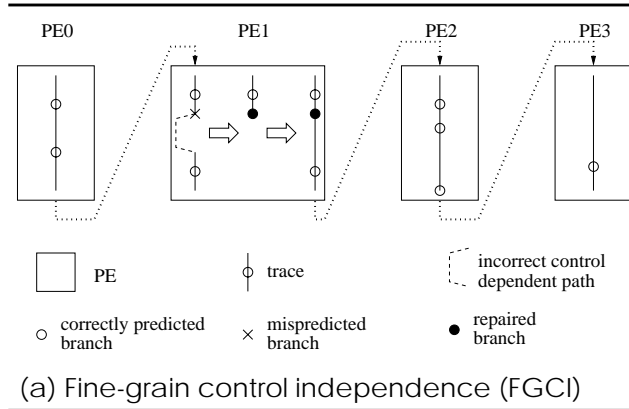 PE0
PE1
PE2
PE3
PE
trace
incorrect control
dependent path
correctly predicted
branch
mispredicted
branch
repaired
branch
(a) Fine-grain control independence (FGCI)